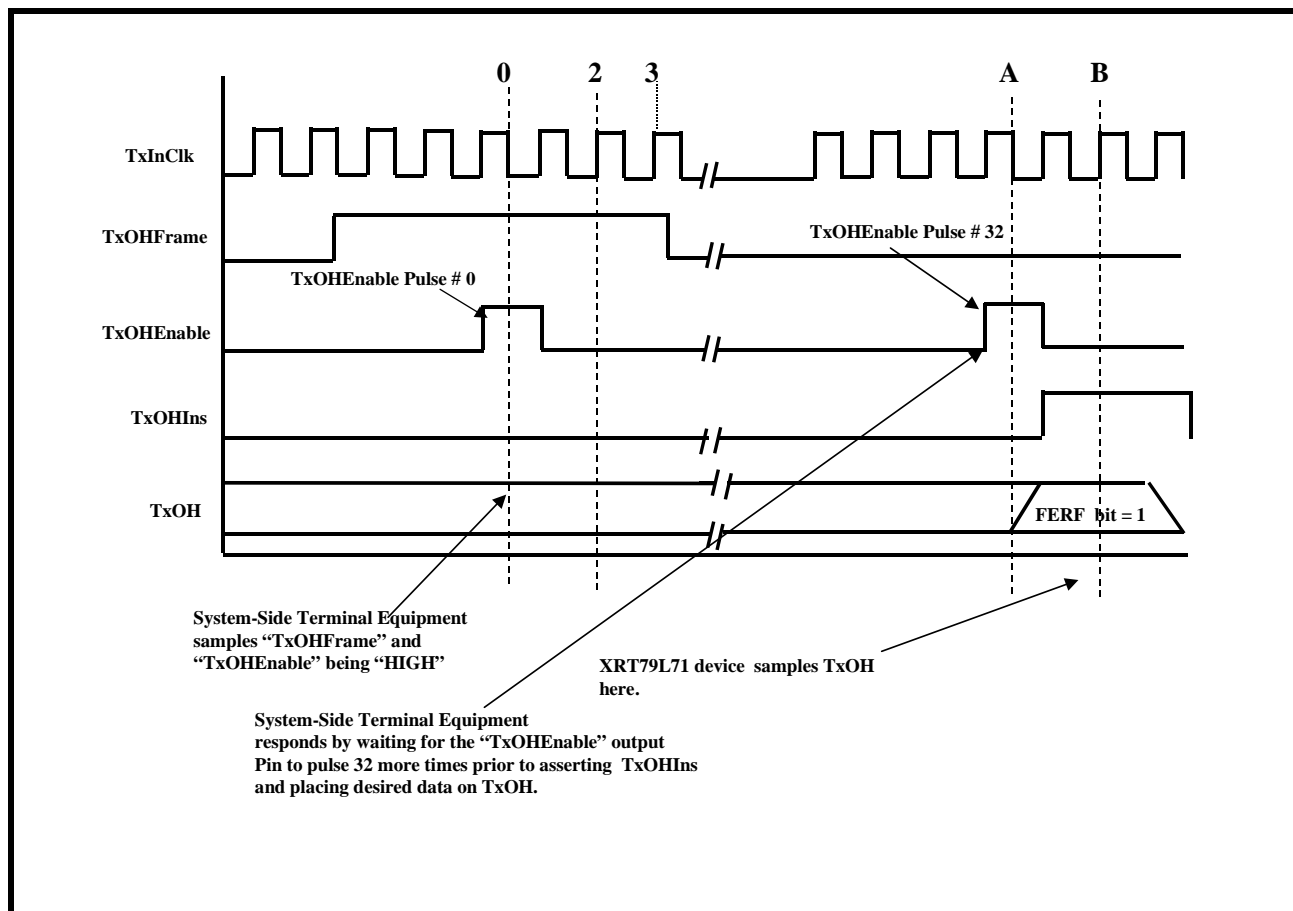 0 2 3 A B
TxInClk
TxOHFrame
TxOHEnable Pulse # 32
TxOHEnable Pulse # 0
TxOHEnable
TxOHIns
TxOH
FERF bit = 1
System-Side Terminal Equipment
samples “TxOHFrame” and
“TxOHEnable” being “HIGH”
XRT79L71 device samples TxOH
here.
System-Side Terminal Equipment
responds by waiting for the “TxOHEnable” output
Pin to pulse 32 more times prior to asserting TxOHIns
and placing desired data on TxOH.